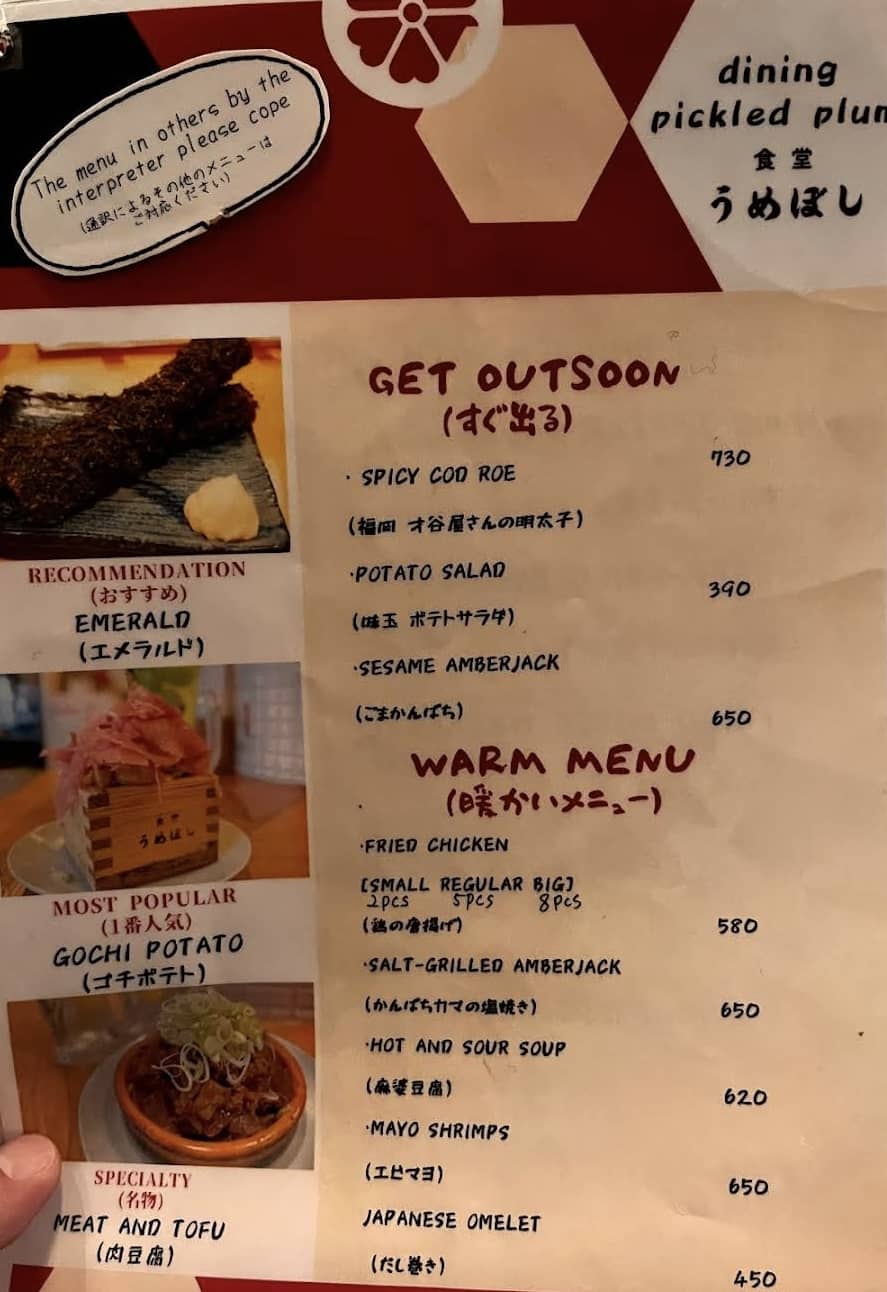 The menu in others by the
interpreter please cope
(通訳によるその他のメニューは
ご対応ください)
dining
pickled plum
食堂
うめぼし
RECOMMENDATION
(おすすめ)
EMERALD
(エメラルド)
食堂
うめぼし
MOST POPULAR
(1番人気)
GOCHI POTATO
(ゴチポテト)
SPECIALTY
(名物)
MEAT AND TOFU
(肉豆腐)
GET OUTSOON
(すぐ出る)
・SPICY COD ROE 730
(福岡 才谷屋さんの明太子)
・POTATO SALAD 390
(味玉 ポテトサラダ)
・SESAME AMBERJACK
(ごまかんぱち) 650
WARM MENU
(暖かいメニュー)
・FRIED CHICKEN
[SMALL REGULAR BIG]
2pcs 5pcs 8pcs
(鶏の唐揚げ) 580
・SALT-GRILLED AMBERJACK
(かんぱちカマの塩焼き) 650
・HOT AND SOUR SOUP
(麻婆豆腐) 620
・MAYO SHRIMPS
(エビマヨ) 650
JAPANESE OMELET
(だし巻き) 450